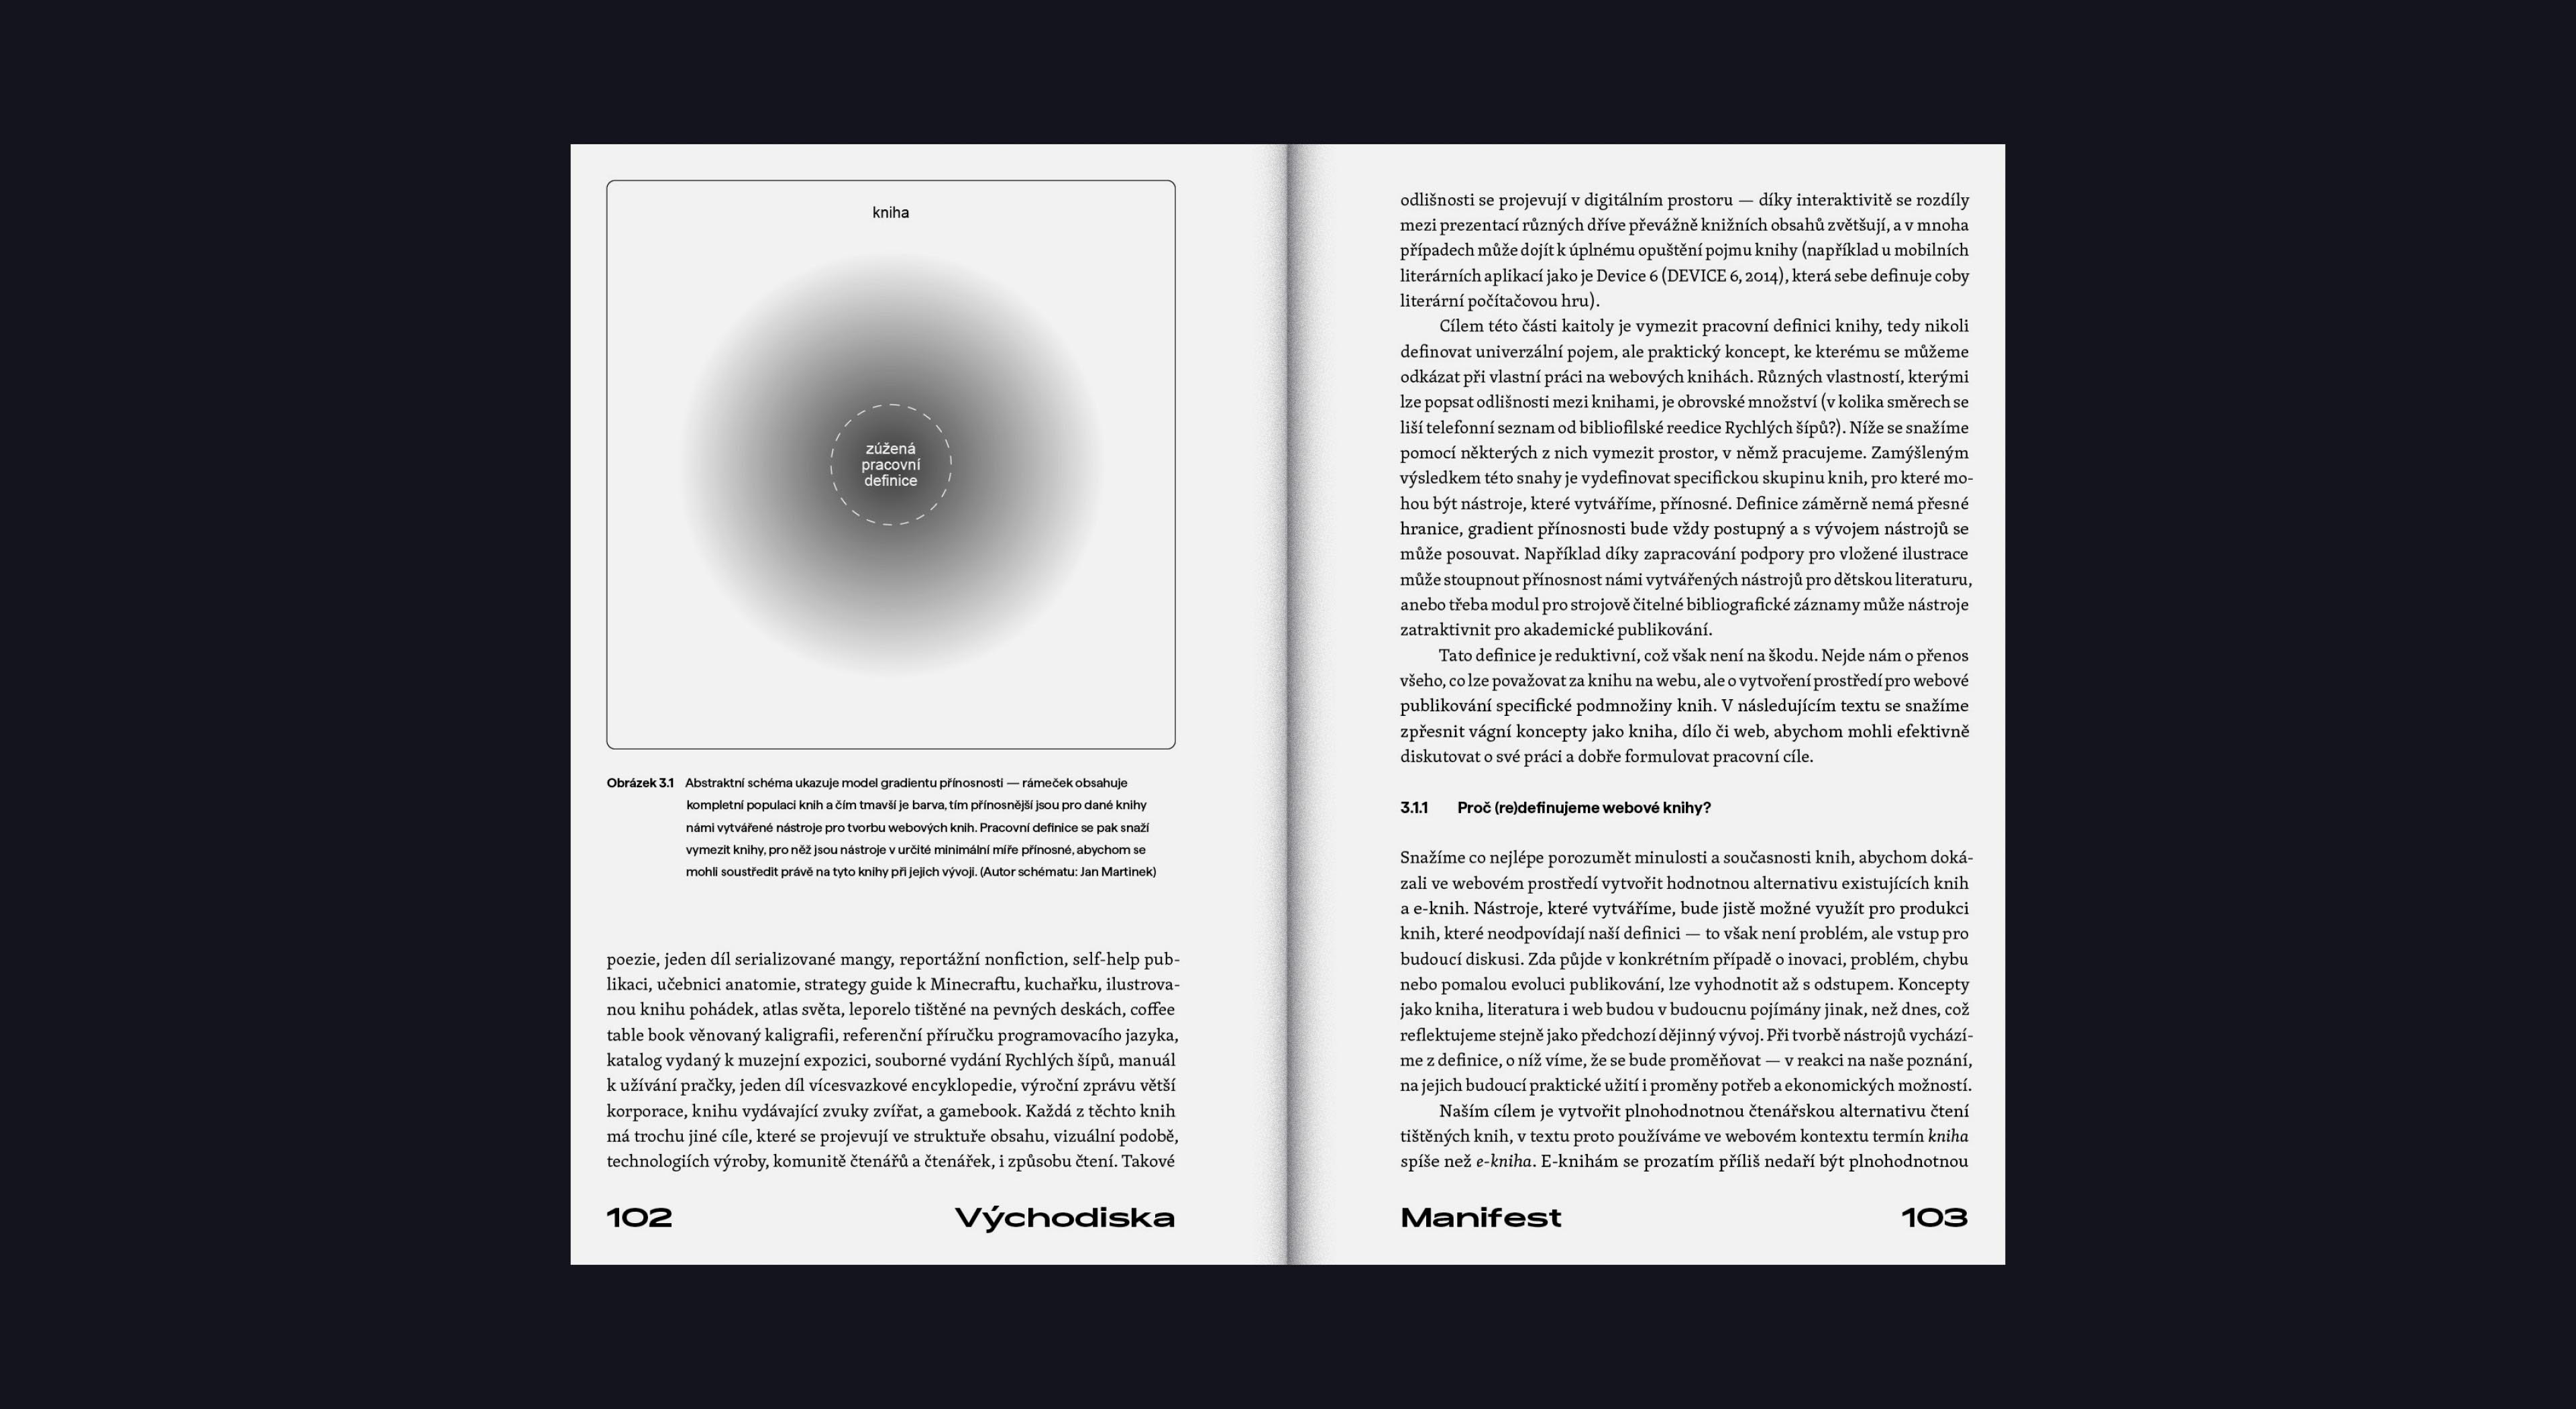 kniha
zúžená
pracovní
definice
Obrázek 3.1 Abstraktní schéma ukazuje model gradientu přínosnosti — rámeček obsahuje
kompletní populaci knih a čím tmavší je barva, tím přínosnější jsou pro dané knihy
námi vytvářené nástroje pro tvorbu webových knih. Pracovní definice se pak snaží
vymezit knihy, pro něž jsou nástroje v určité minimální míře přínosné, abychom se
mohli soustředit právě na tyto knihy při jejich vývoji. (Autor schématu: Jan Martinek)
poezie, jeden díl serializované mangy, reportážní nonfiction, self-help pub-
likaci, učebnici anatomie, strategy guide k Minecraftu, kuchařku, ilustrova-
nou knihu pohádek, atlas světa, leporelo tištěné na pevných deskách, coffee
table book věnovaný kaligrafii, referenční příručku programovacího jazyka,
katalog vydaný k muzejní expozici, souborné vydání Rychlých šípů, manuál
k užívání pračky, jeden díl vícesvazkové encyklopedie, výroční zprávu větší
korporace, knihu vydávající zvuky zvířat, a gamebook. Každá z těchto knih
má trochu jiné cíle, které se projevují ve struktuře obsahu, vizuální podobě,
technologiích výroby, komunitě čtenářů a čtenářek, i způsobu čtení. Takové
102 Východiska
odlišnosti se projevují v digitálním prostoru — díky interaktivitě se rozdíly
mezi prezentací různých dříve převážně knižních obsahů zvětšují, a v mnoha
případech může dojít k úplnému opuštění pojmu knihy (například u mobilních
literárních aplikací jako je Device 6 (DEVICE 6, 2014), která sebe definuje coby
literární počítačovou hru).
Cílem této části kaitoly je vymezit pracovní definici knihy, tedy nikoli
definovat univerzální pojem, ale praktický koncept, ke kterému se můžeme
odkázat při vlastní práci na webových knihách. Různých vlastností, kterými
lze popsat odlišnosti mezi knihami, je obrovské množství (v kolika směrech se
liší telefonní seznam od bibliofilské reedice Rychlých šípů?). Níže se snažíme
pomocí některých z nich vymezit prostor, v němž pracujeme. Zamýšleným
výsledkem této snahy je vydefinovat specifickou skupinu knih, pro které mo-
hou být nástroje, které vytváříme, přínosné. Definice záměrně nemá přesné
hranice, gradient přínosnosti bude vždy postupný a s vývojem nástrojů se
může posouvat. Například díky zapracování podpory pro vložené ilustrace
může stoupnout přínosnost námi vytvářených nástrojů pro dětskou literaturu,
anebo třeba modul pro strojově čitelné bibliografické záznamy může nástroje
zatraktivnit pro akademické publikování.
Tato definice je reduktivní, což však není na škodu. Nejde nám o přenos
všeho, co lze považovat za knihu na webu, ale o vytvoření prostředí pro webové
publikování specifické podmnožiny knih. V následujícím textu se snažíme
zpřesnit vágní koncepty jako kniha, dílo či web, abychom mohli efektivně
diskutovat o své práci a dobře formulovat pracovní cíle.
3.1.1 Proč (re)definujeme webové knihy?
Snažíme co nejlépe porozumět minulosti a současnosti knih, abychom doká-
zali ve webovém prostředí vytvořit hodnotnou alternativu existujících knih
a e-knih. Nástroje, které vytváříme, bude jistě možné využít pro produkci
knih, které neodpovídají naší definici — to však není problém, ale vstup pro
budoucí diskusi. Zda půjde v konkrétním případě o inovaci, problém, chybu
nebo pomalou evoluci publikování, lze vyhodnotit až s odstupem. Koncepty
jako kniha, literatura i web budou v budoucnu pojímány jinak, než dnes, což
reflektujeme stejně jako předchozí dějinný vývoj. Při tvorbě nástrojů vychází-
me z definice, o níž víme, že se bude proměňovat — v reakci na naše poznání,
na jejich budoucí praktické užití i proměny potřeb a ekonomických možností.
Naším cílem je vytvořit plnohodnotnou čtenářskou alternativu čtení
tištěných knih, v textu proto používáme ve webovém kontextu termín kniha
spíše než e-kniha. E-knihám se prozatím příliš nedaří být plnohodnotnou
Manifest 103